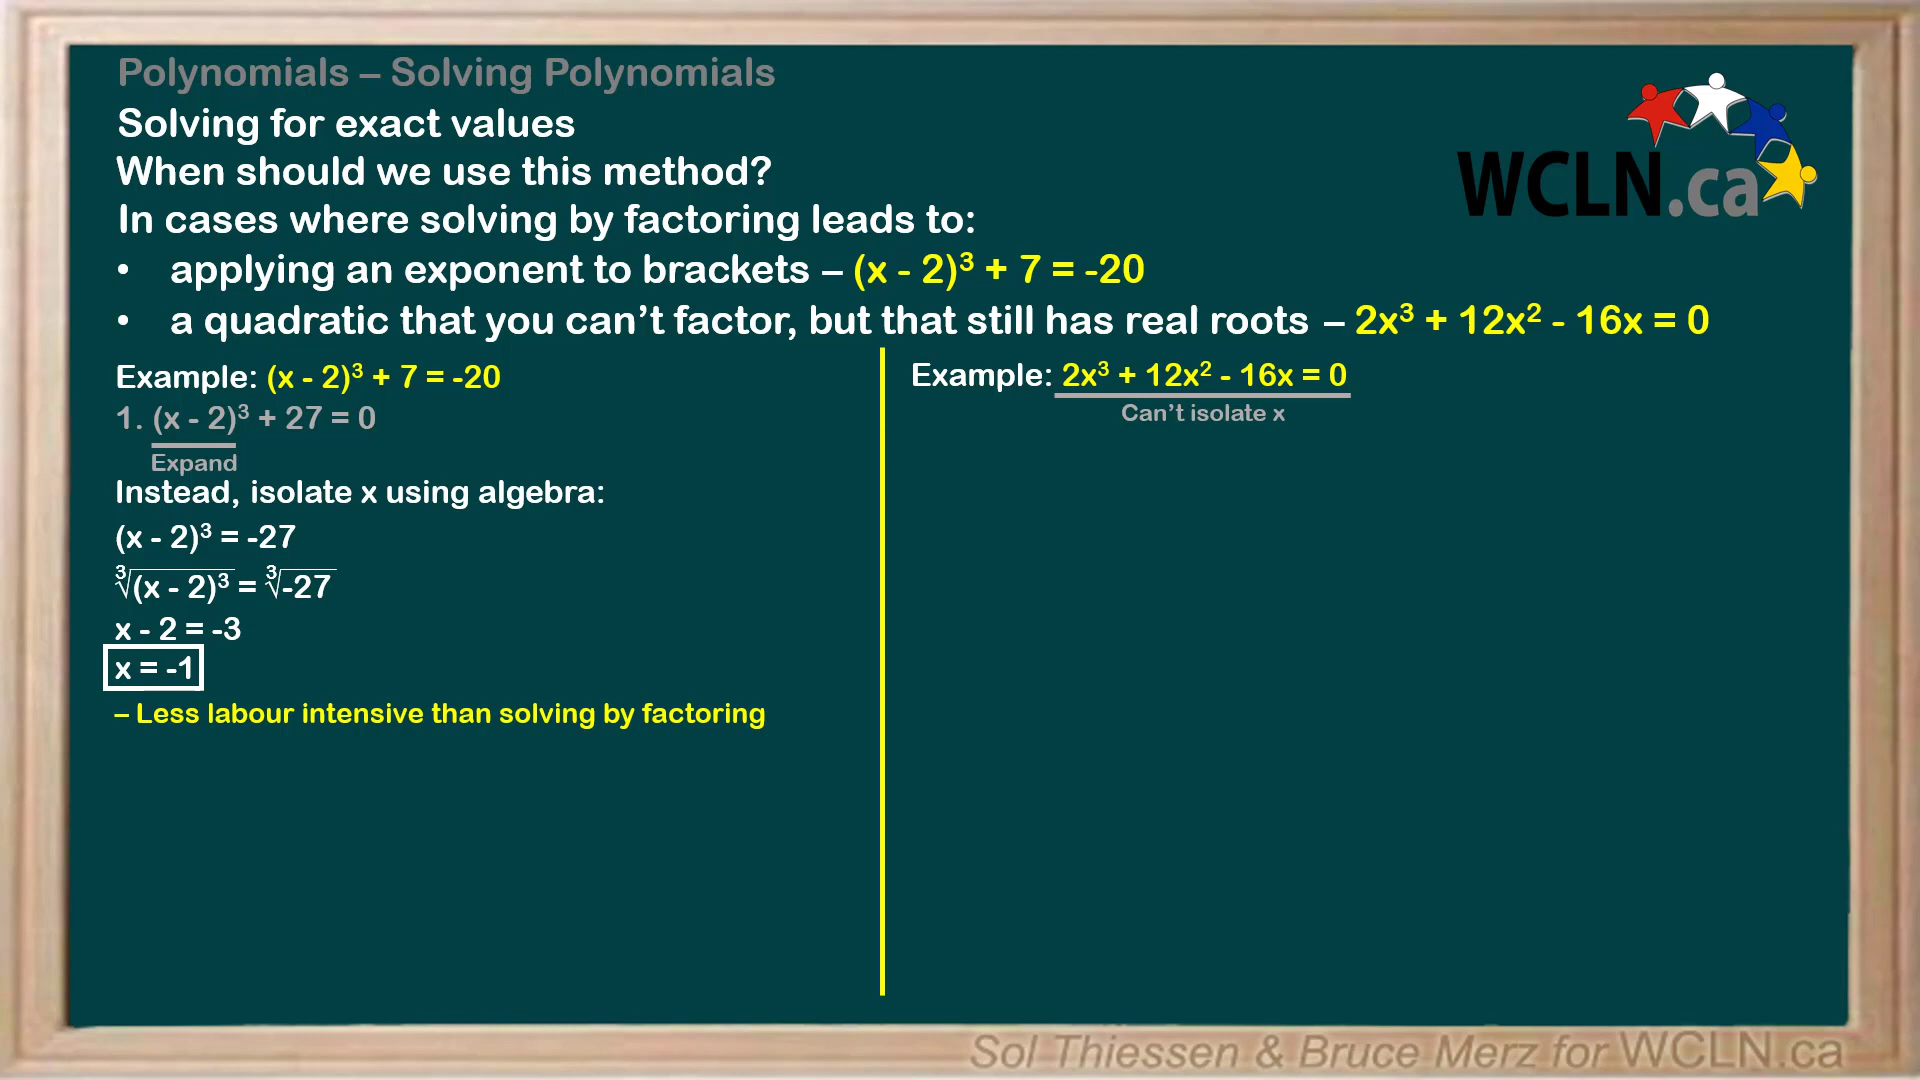 Polynomials – Solving Polynomials
WCLN.ca
Solving for exact values
When should we use this method?
In cases where solving by factoring leads to:
• applying an exponent to brackets – (x - 2)³ + 7 = -20
• a quadratic that you can’t factor, but that still has real roots – 2x³ + 12x² - 16x = 0
Example: (x - 2)³ + 7 = -20
1. (x - 2)³ + 27 = 0
Expand
Instead, isolate x using algebra:
(x - 2)³ = -27
∛(x - 2)³ = ∛-27
x - 2 = -3
x = -1
– Less labour intensive than solving by factoring
Example: 2x³ + 12x² - 16x = 0
Can’t isolate x
Sol Thiessen & Bruce Merz for WCLN.ca